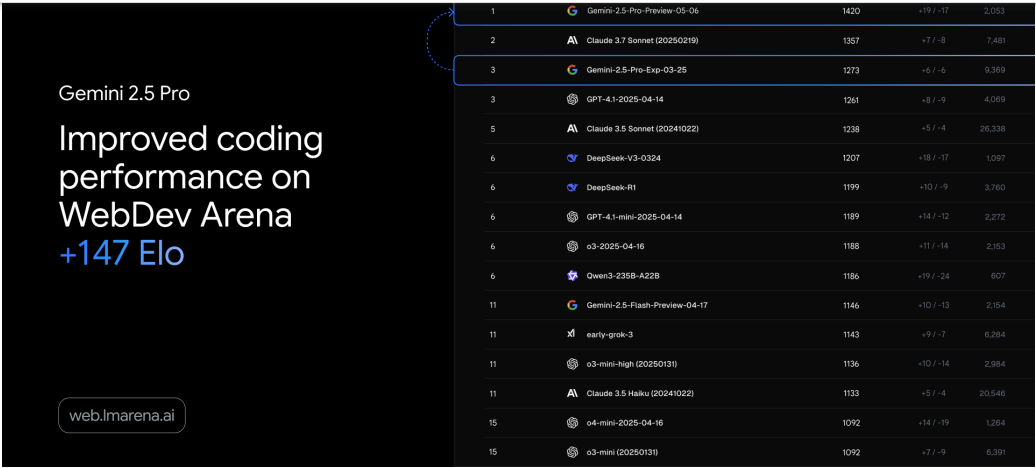 Gemini 2.5 Pro
Improved coding
performance on
WebDev Arena
+147 Elo
web.lmarena.ai
1 Gemini-2.5-Pro-Preview-05-06 1420 +19 / -17 2,053
2 Claude 3.7 Sonnet (20250219) 1357 +7 / -8 7,481
3 Gemini-2.5-Pro-Exp-03-25 1273 +6 / -6 9,369
3 GPT-4.1-2025-04-14 1261 +8 / -9 4,069
5 Claude 3.5 Sonnet (20241022) 1238 +5 / -4 26,338
6 DeepSeek-V3-0324 1207 +18 / -17 1,097
6 DeepSeek-R1 1199 +10 / -9 3,760
6 GPT-4.1-mini-2025-04-14 1189 +14 / -12 2,272
6 o3-2025-04-16 1188 +11 / -14 2,153
6 Qwen3-235B-A22B 1186 +19 / -24 607
11 Gemini-2.5-Flash-Preview-04-17 1146 +10 / -13 2,154
11 early-grok-3 1143 +9 / -7 6,284
11 o3-mini-high (20250131) 1136 +10 / -14 2,984
11 Claude 3.5 Haiku (20241022) 1133 +5 / -4 20,546
15 o4-mini-2025-04-16 1092 +14 / -19 1,264
15 o3-mini (20250131) 1092 +7 / -9 6,391